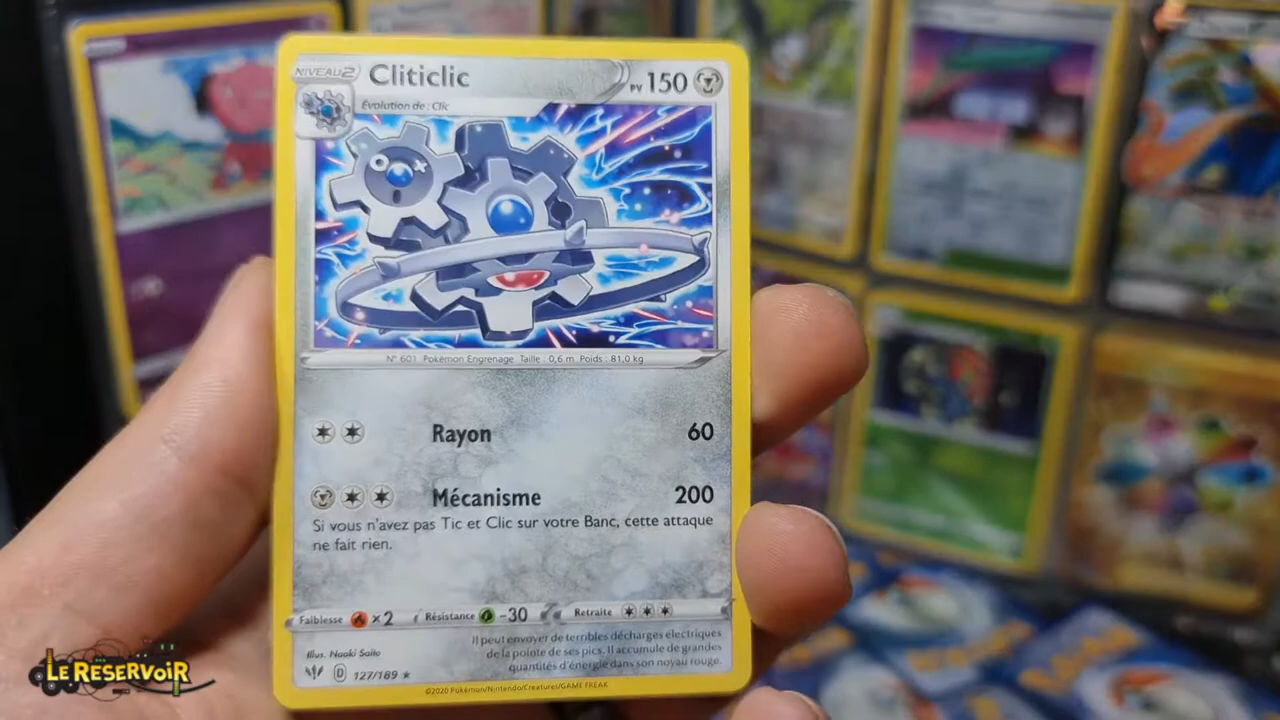 NIVEAU 2
Cliticlic
PV 150
Évolution de : Clic
N° 601 Pokémon Engrenage Taille : 0,6 m Poids : 81,0 kg
Rayon 60
Mécanisme 200
Si vous n'avez pas Tic et Clic sur votre Banc, cette attaque
ne fait rien.
Faiblesse ×2 Résistance -30 Retraite
Illus. Naoki Saito
Il peut envoyer de terribles décharges électriques
de la pointe de ses pics. Il accumule de grandes
quantités d'énergie dans son noyau rouge.
D 127/189 ★
©2020 Pokémon/Nintendo/Creatures/GAME FREAK
LE RËSERVOiR